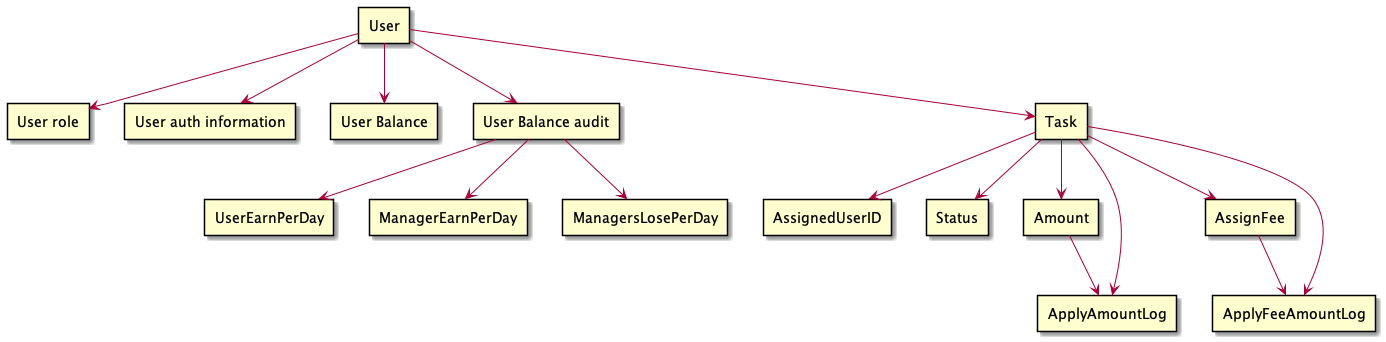 User
User role
User auth information
User Balance
User Balance audit
Task
UserEarnPerDay
ManagerEarnPerDay
ManagersLosePerDay
AssignedUserID
Status
Amount
AssignFee
ApplyAmountLog
ApplyFeeAmountLog